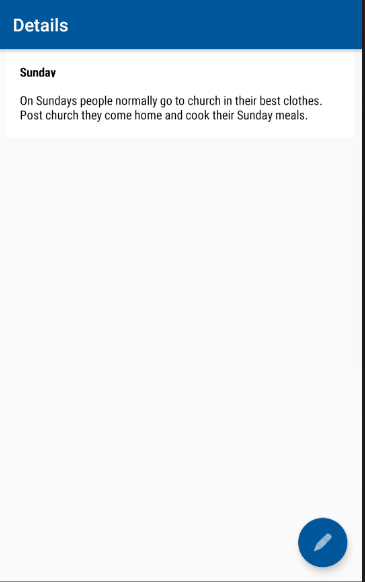 Details
Sunday
On Sundays people normally go to church in their best clothes.
Post church they come home and cook their Sunday meals.